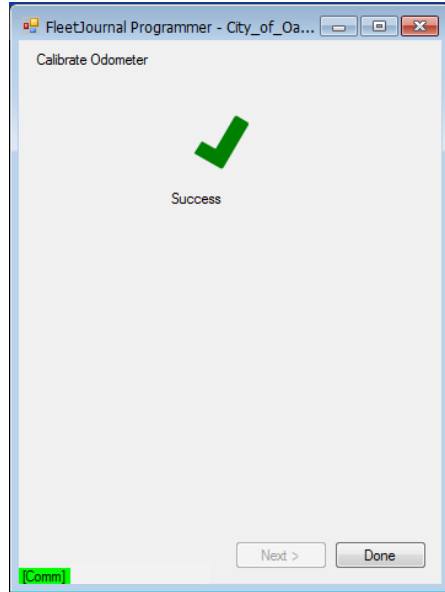 FleetJournal Programmer - City_of_Oa...
Calibrate Odometer
Success
Next >
Done
[Comm]